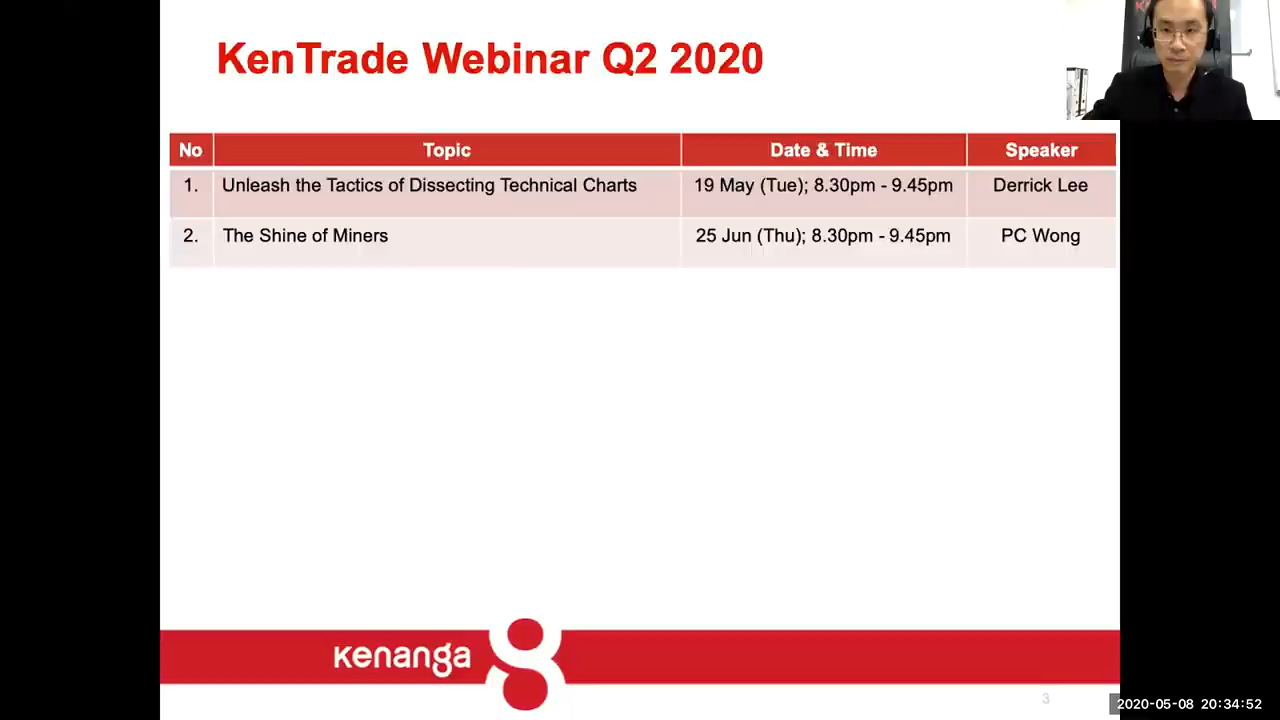 KenTrade Webinar Q2 2020
No Topic Date & Time Speaker
1. Unleash the Tactics of Dissecting Technical Charts 19 May (Tue); 8.30pm - 9.45pm Derrick Lee
2. The Shine of Miners 25 Jun (Thu); 8.30pm - 9.45pm PC Wong
kenanga
3
2020-05-08 20:34:52